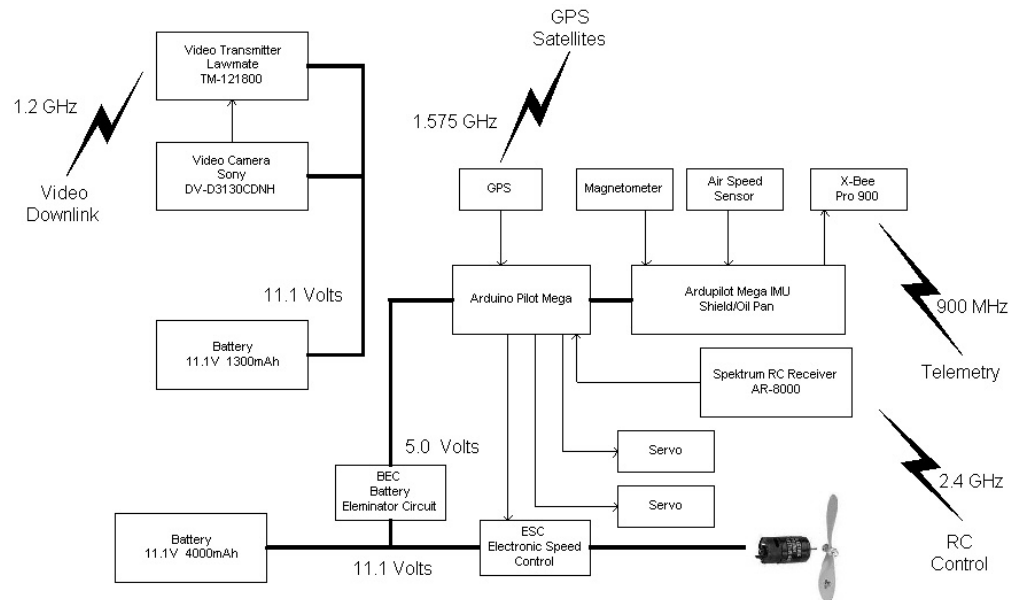 GPS
Satellites
Video Transmitter
Lawmate
TM-121800
1.2 GHz
1.575 GHz
Video Camera
Sony
DV-D3130CDNH
Video
Downlink
GPS
Magnetometer
Air Speed
Sensor
X-Bee
Pro 900
11.1 Volts
Arduino Pilot Mega
Ardupilot Mega IMU
Shield/Oil Pan
900 MHz
Battery
11.1V 1300mAh
Spektrum RC Receiver
AR-8000
Telemetry
5.0 Volts
Servo
BEC
Battery
Eleminator Circuit
Servo
2.4 GHz
Battery
11.1V 4000mAh
11.1 Volts
ESC
Electronic Speed
Control
RC
Control